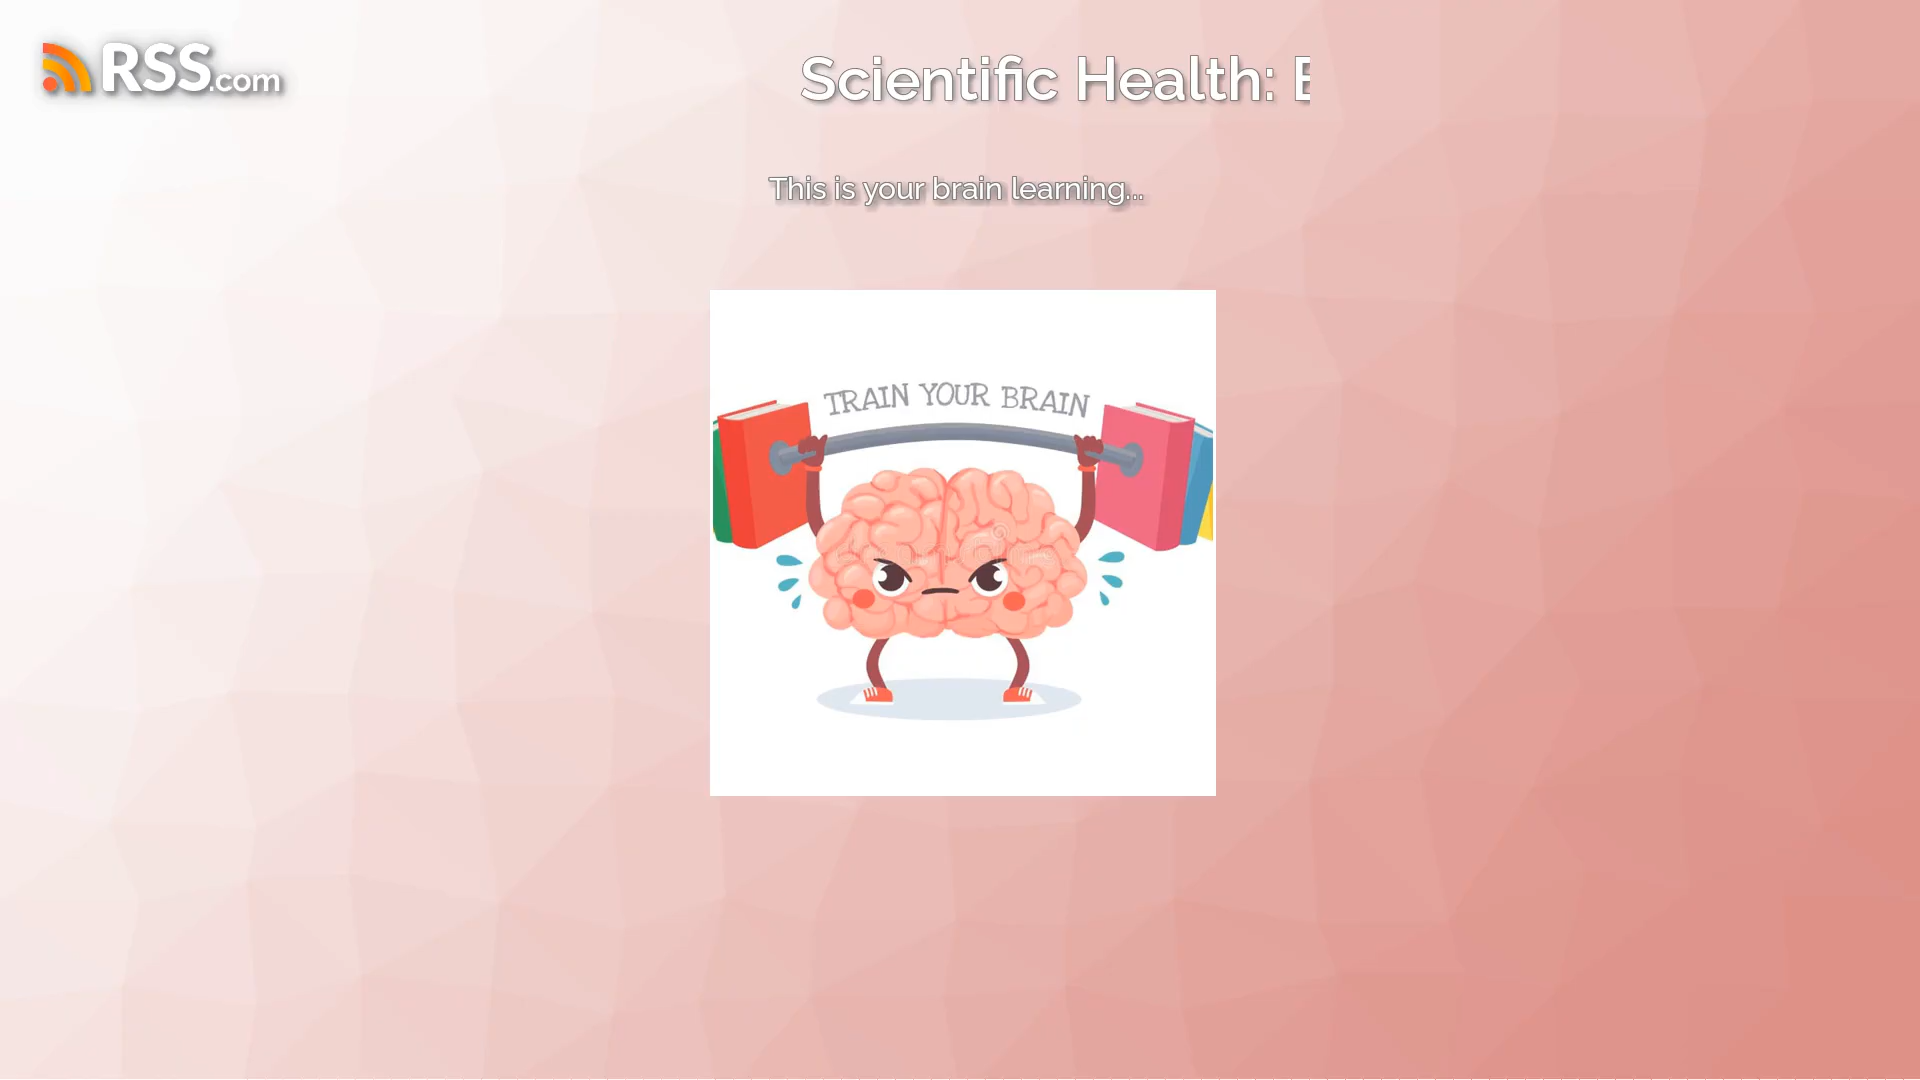 RSS.com
Scientific Health:
This is your brain learning...
TRAIN YOUR BRAIN